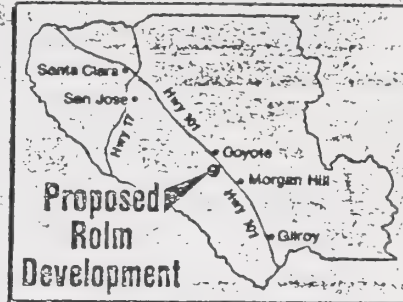 Santa Clara
San Jose
Hwy 17
Hwy 101
Coyote
Morgan Hill
Hwy 101
Gilroy
Proposed
Rolm
Development